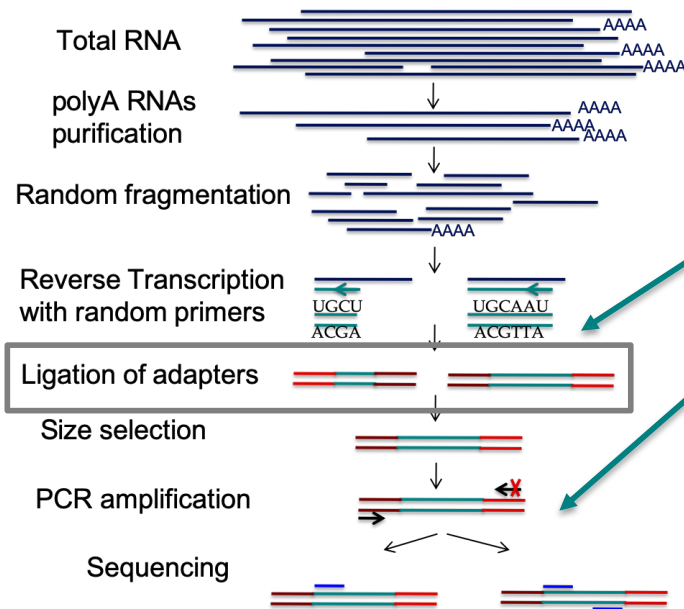 Total RNA
AAAA
AAAA
AAAA
polyA RNAs
purification
AAAA
AAAA
AAAA
Random fragmentation
AAAA
Reverse Transcription
with random primers
UGCU
UGCAAU
ACGA
ACGTTA
Ligation of adapters
Size selection
PCR amplification
Sequencing